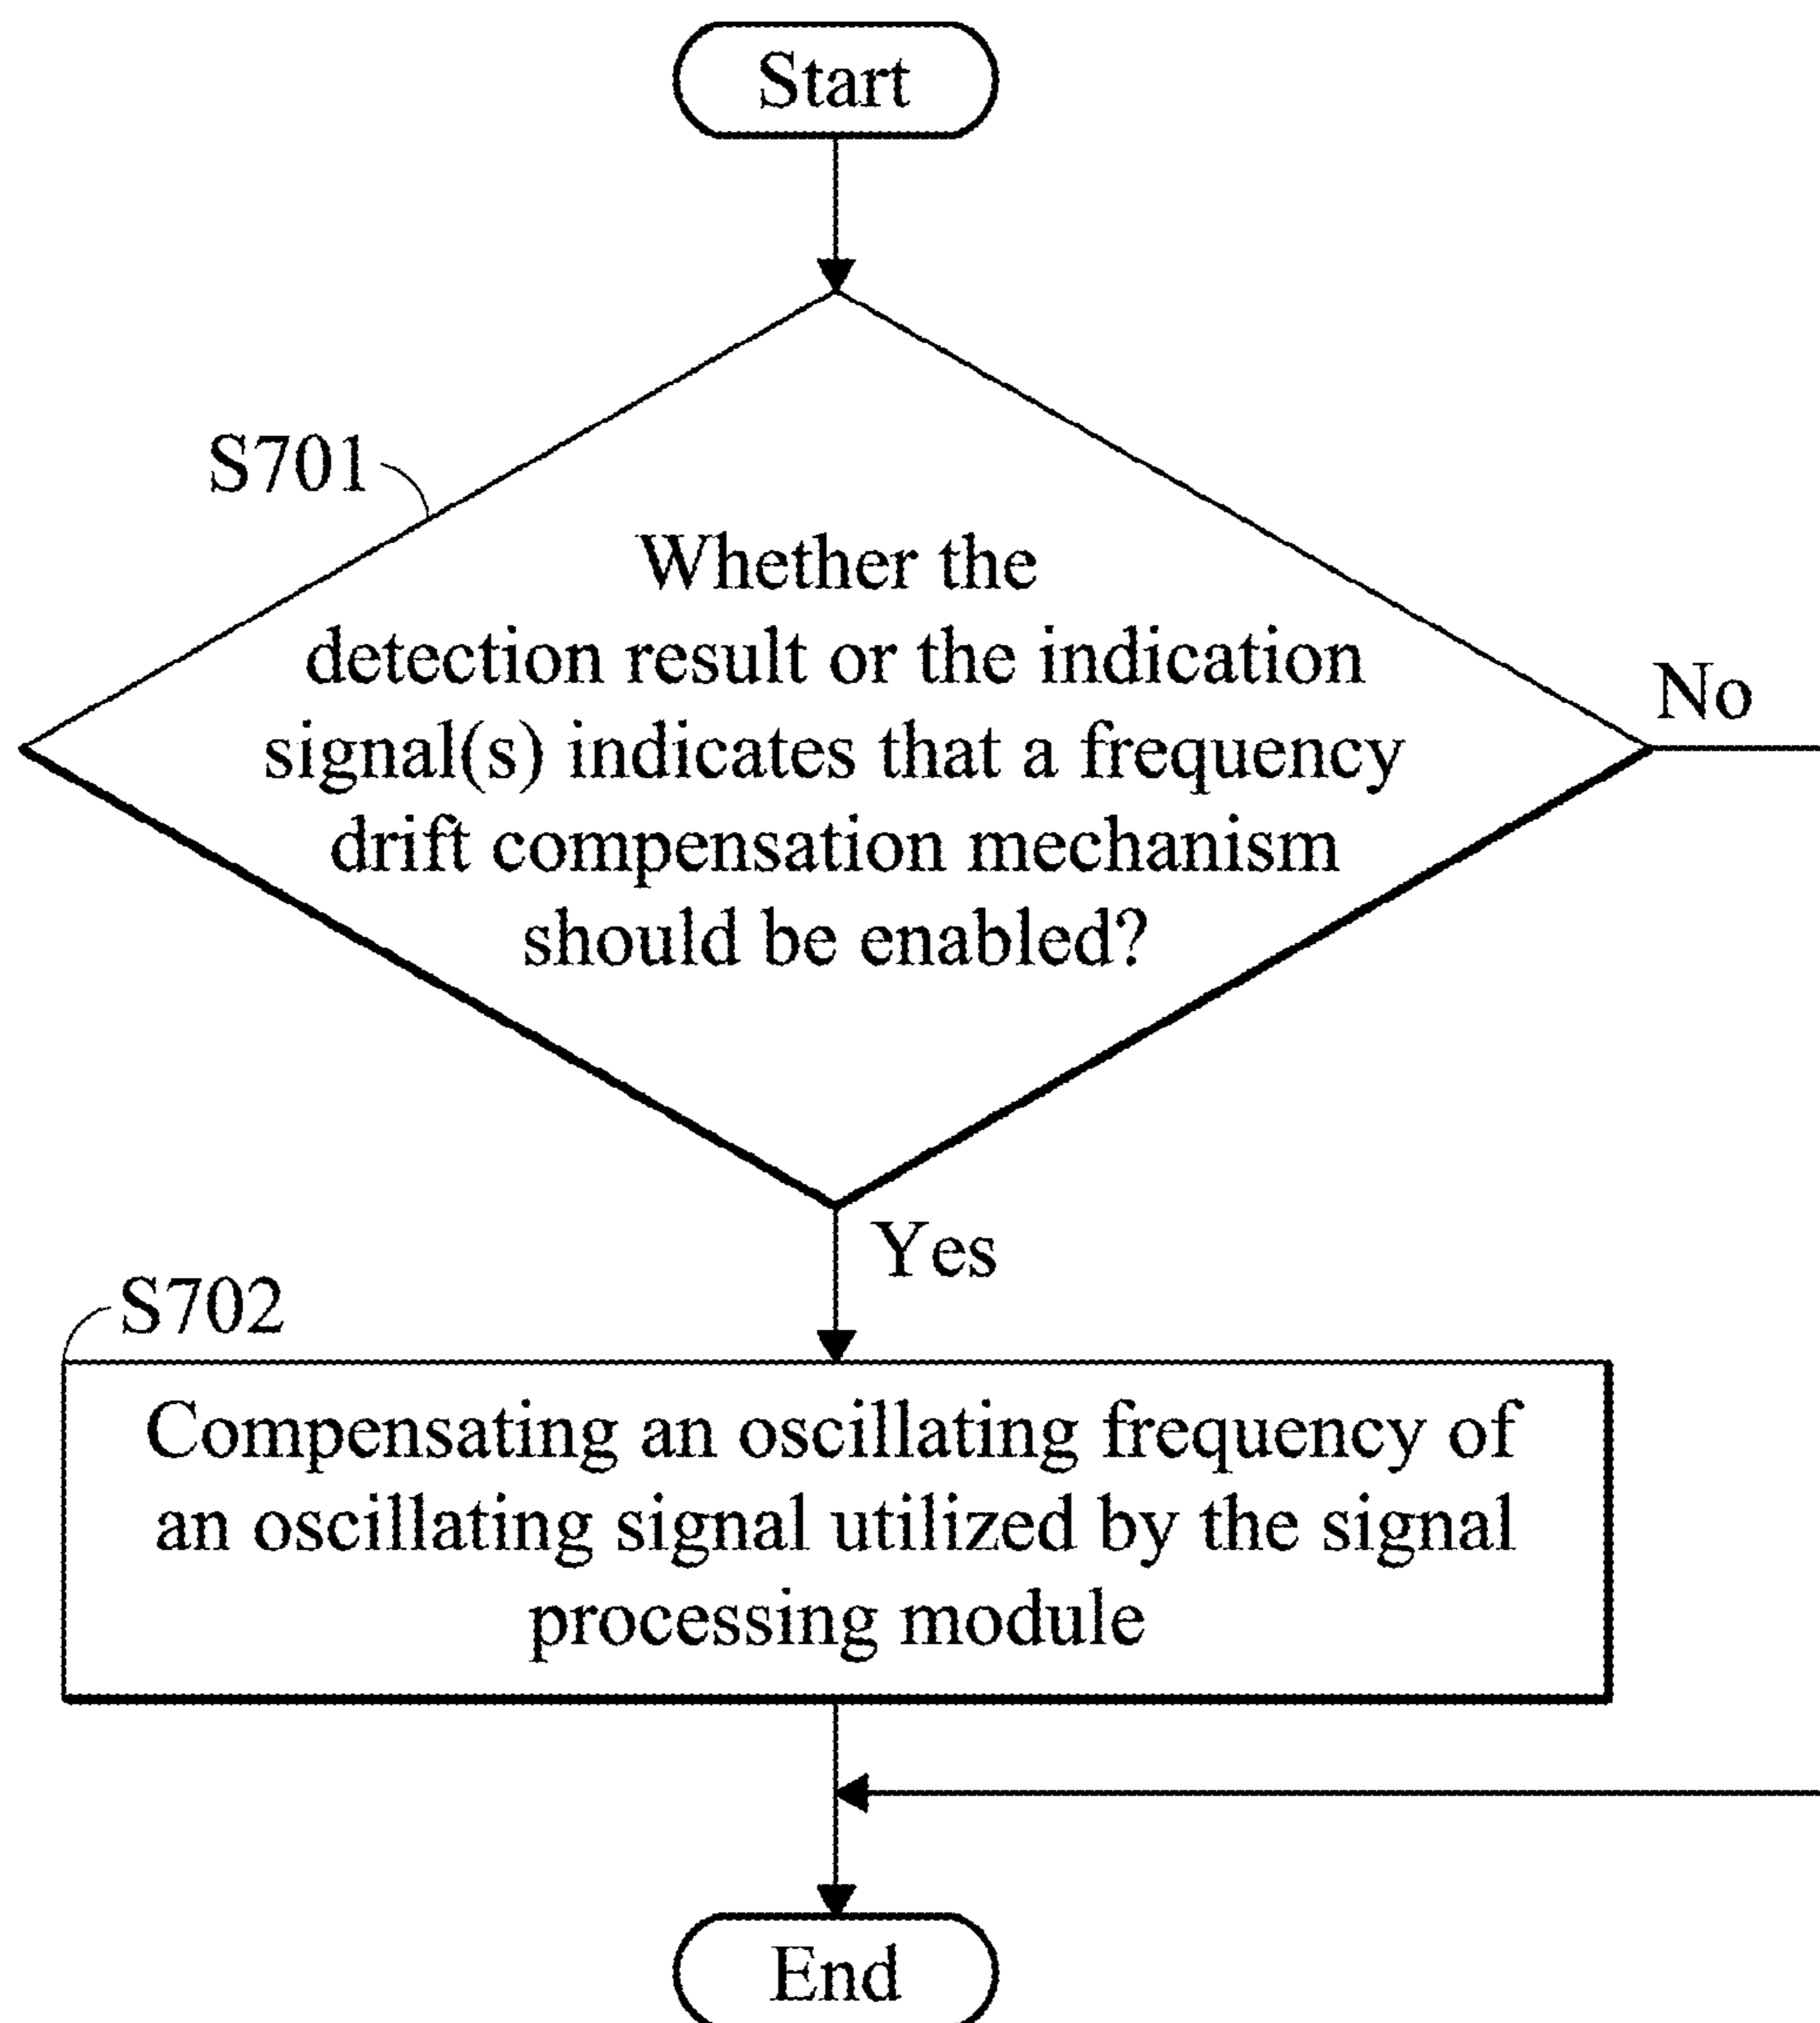 Start
S701
Whether the
detection result or the indication
signal(s) indicates that a frequency
drift compensation mechanism
should be enabled?
No
Yes
S702
Compensating an oscillating frequency of
an oscillating signal utilized by the signal
processing module
End